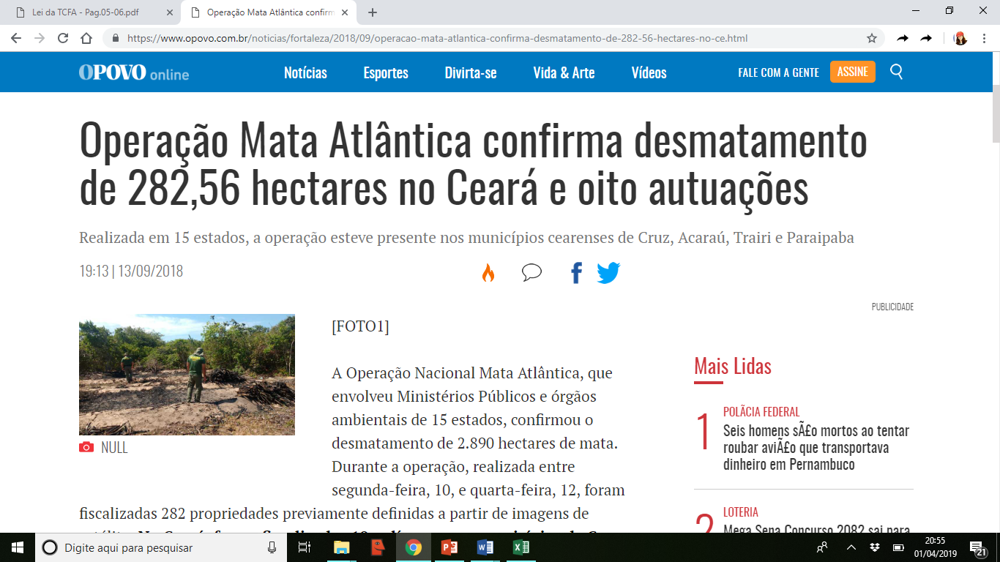 Lei da TCFA - Pag.05-06.pdf
Operação Mata Atlântica confirm
https://www.opovo.com.br/noticias/fortaleza/2018/09/operacao-mata-atlantica-confirma-desmatamento-de-282-56-hectares-no-ce.html
OPOVO online
Notícias
Esportes
Divirta-se
Vida & Arte
Vídeos
FALE COM A GENTE
ASSINE
Operação Mata Atlântica confirma desmatamento
de 282,56 hectares no Ceará e oito autuações
Realizada em 15 estados, a operação esteve presente nos municípios cearenses de Cruz, Acaraú, Trairi e Paraipaba
19:13 | 13/09/2018
PUBLICIDADE
NULL
[FOTO1]
A Operação Nacional Mata Atlântica, que
envolveu Ministérios Públicos e órgãos
ambientais de 15 estados, confirmou o
desmatamento de 2.890 hectares de mata.
Durante a operação, realizada entre
segunda-feira, 10, e quarta-feira, 12, foram
fiscalizadas 282 propriedades previamente definidas a partir de imagens de
Mais Lidas
1
POLÃCIA FEDERAL
Seis homens sÃ£o mortos ao tentar
roubar aviÃ£o que transportava
dinheiro em Pernambuco
2
LOTERIA
Mega Sena Concurso 2082 sai para
Digite aqui para pesquisar
20:55
01/04/2019
21